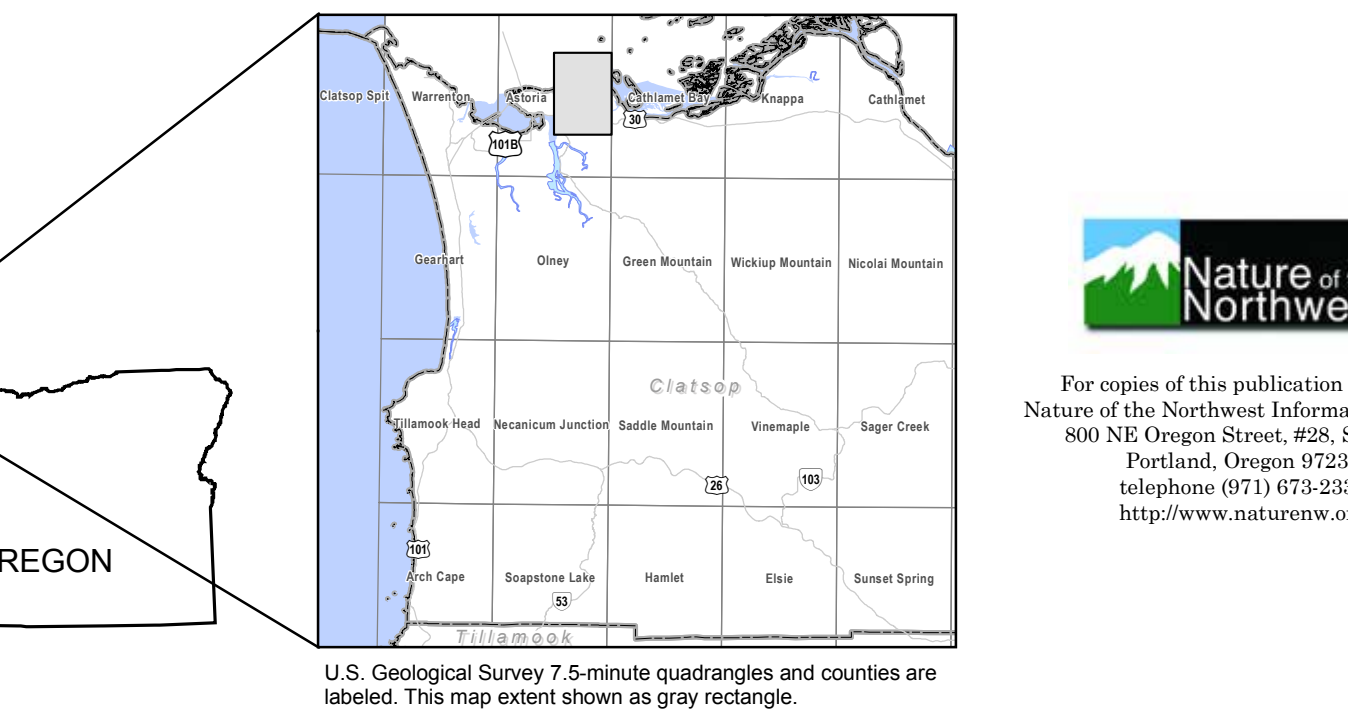 Clatsop Spit
Warrenton
Astoria
Cathlamet Bay
Knappa
Cathlamet
30
101B
Gearhart
Olney
Green Mountain
Wickiup Mountain
Nicolai Mountain
Clatsop
Tillamook Head
Necanicum Junction
Saddle Mountain
Vinemaple
Sager Creek
26
103
101
Arch Cape
Soapstone Lake
Hamlet
Elsie
Sunset Spring
53
Tillamook
REGON
U.S. Geological Survey 7.5-minute quadrangles and counties are
labeled. This map extent shown as gray rectangle.
Nature of
Northwe
For copies of this publication
Nature of the Northwest Informa
800 NE Oregon Street, #28, S
Portland, Oregon 9723
telephone (971) 673-233
http://www.naturenw.o